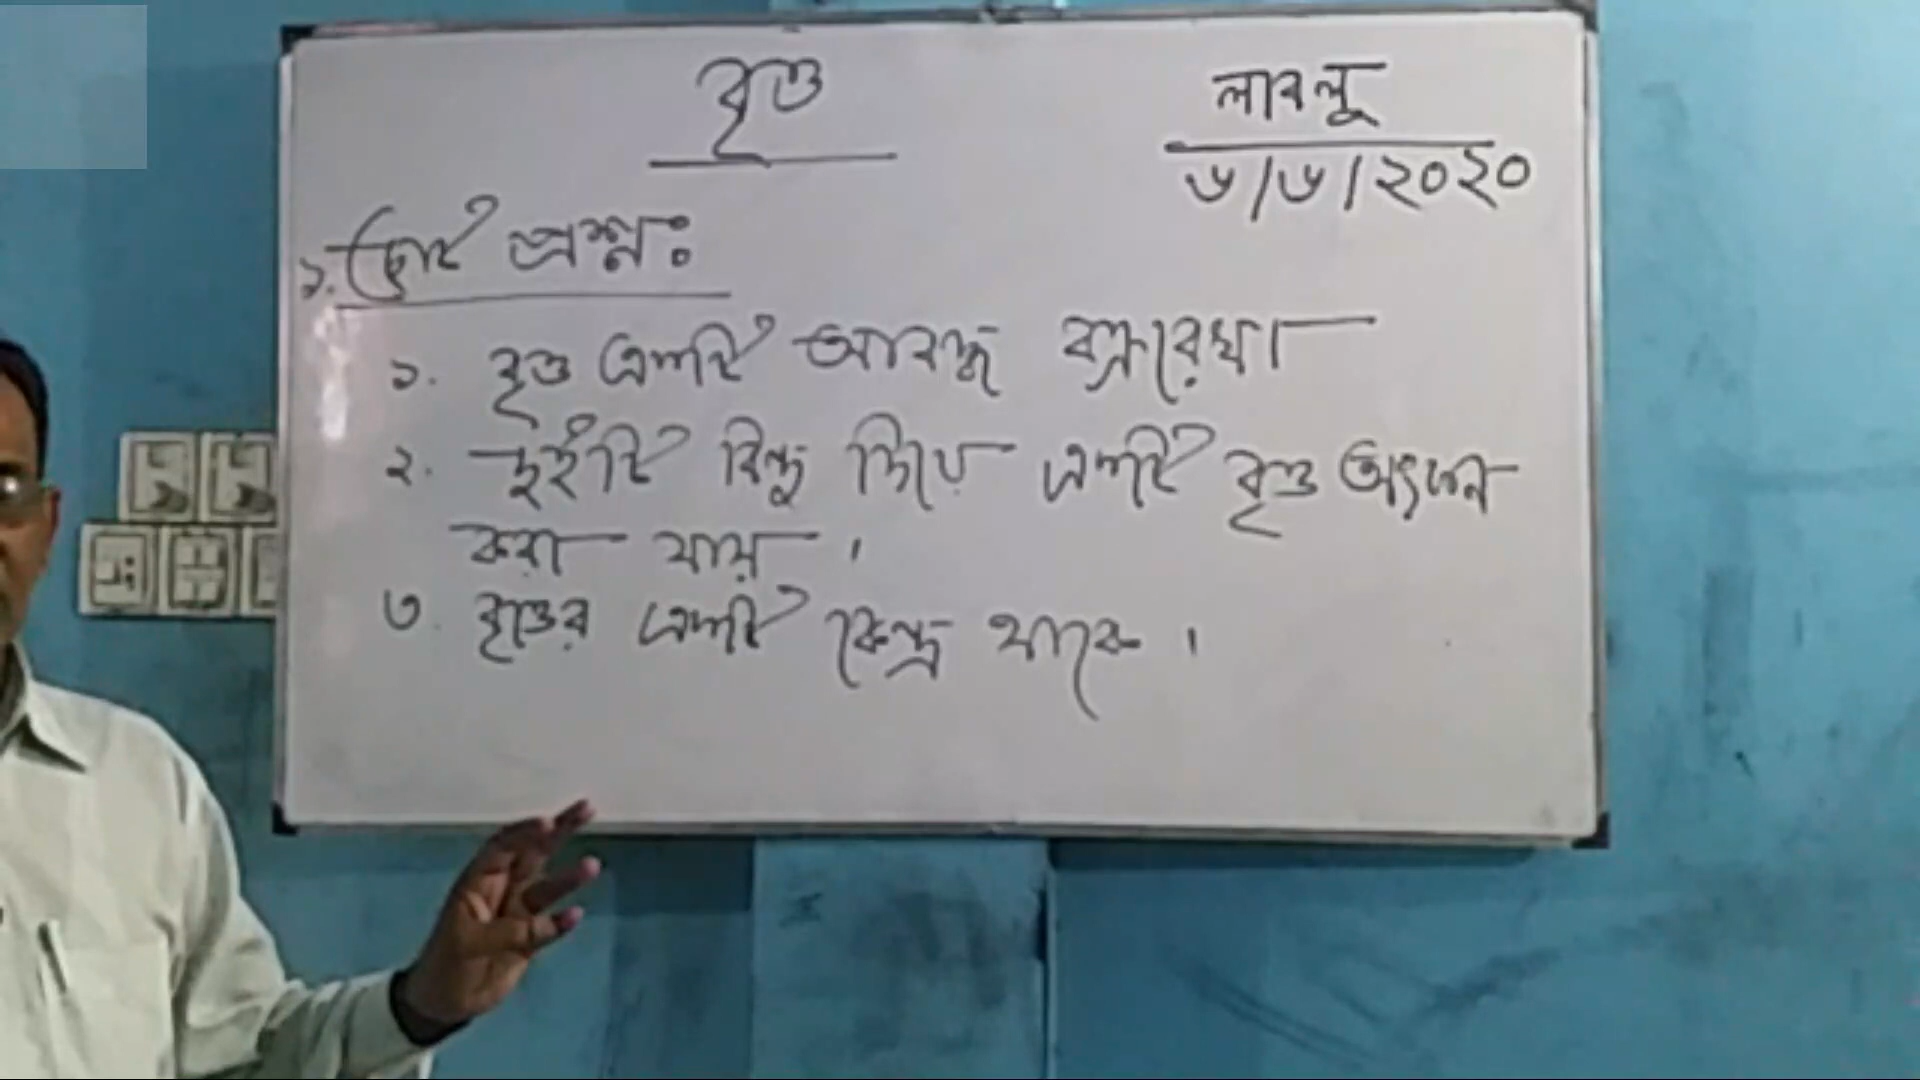 বৃত্ত
লাবলু
৬/৬/২০২০
১. ছোট প্রশ্ন:
১. বৃত্ত একটি আবদ্ধ বক্ররেখা
২. দুইটি বিন্দু দিয়ে একটি বৃত্ত অংকন
করা যায় ।
৩. বৃত্তের একটি কেন্দ্র থাকে ।